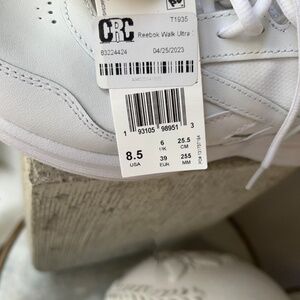 T1935
CRC Reebok Walk Ultra
63224424 04/25/2023
1 93105 98951 3
8.5 6 25.5
USA UK CM
39 255
EUR MM